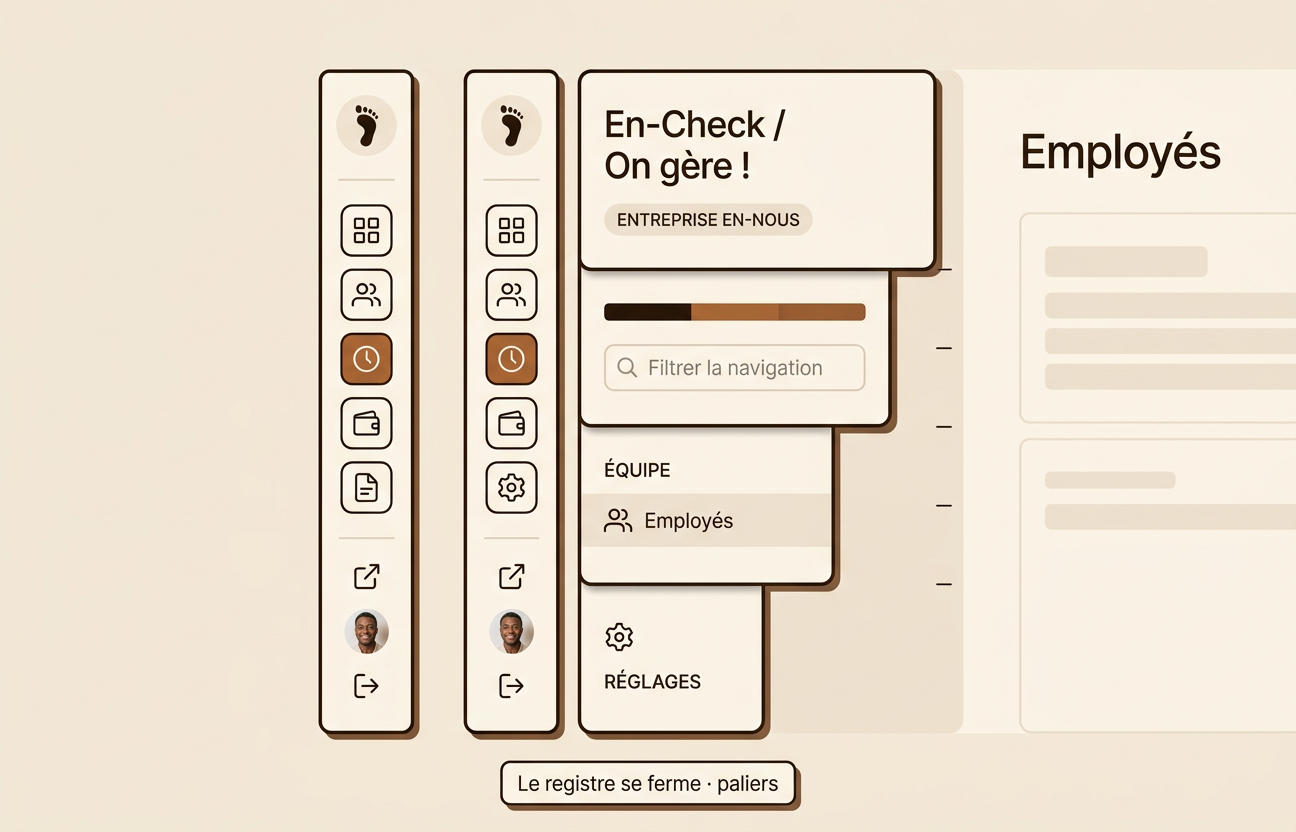 En-Check /
On gère !
ENTREPRISE EN-NOUS
Filtrer la navigation
ÉQUIPE
Employés
RÉGLAGES
Employés
Le registre se ferme · paliers